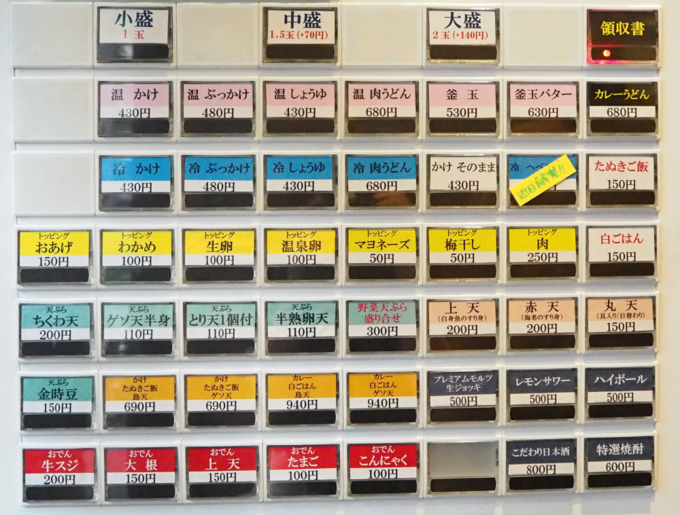 小盛
1玉
中盛
1.5玉(+70円)
大盛
2玉(+140円)
領収書
温 かけ
430円
温 ぶっかけ
480円
温 しょうゆ
430円
温 肉うどん
680円
釜 玉
530円
釜玉バター
630円
カレーうどん
680円
冷 かけ
430円
冷 ぶっかけ
480円
冷 しょうゆ
430円
冷 肉うどん
680円
かけ そのまま
430円
冷
たぬきご飯
150円
トッピング
おあげ
150円
トッピング
わかめ
100円
トッピング
生卵
100円
トッピング
温泉卵
100円
トッピング
マヨネーズ
50円
トッピング
梅干し
50円
トッピング
肉
250円
白ごはん
150円
天ぷら
ちくわ天
200円
天ぷら
ゲソ天半身
110円
天ぷら
とり天1個付
110円
天ぷら
半熟卵天
110円
野菜天ぷら
盛り合せ
300円
上 天
(白身魚のすり身)
200円
赤 天
(海老のすり身)
200円
丸 天
(具入り/日替わり)
150円
天ぷら
金時豆
150円
かけ
たぬきご飯
鳥天
690円
かけ
たぬきご飯
ゲソ天
690円
カレー
白ごはん
鳥天
940円
カレー
白ごはん
ゲソ天
940円
プレミアムモルツ
生ジョッキ
500円
レモンサワー
500円
ハイボール
500円
おでん
牛スジ
200円
おでん
大根
150円
おでん
上天
150円
おでん
たまご
100円
おでん
こんにゃく
100円
こだわり日本酒
800円
特選焼酎
600円